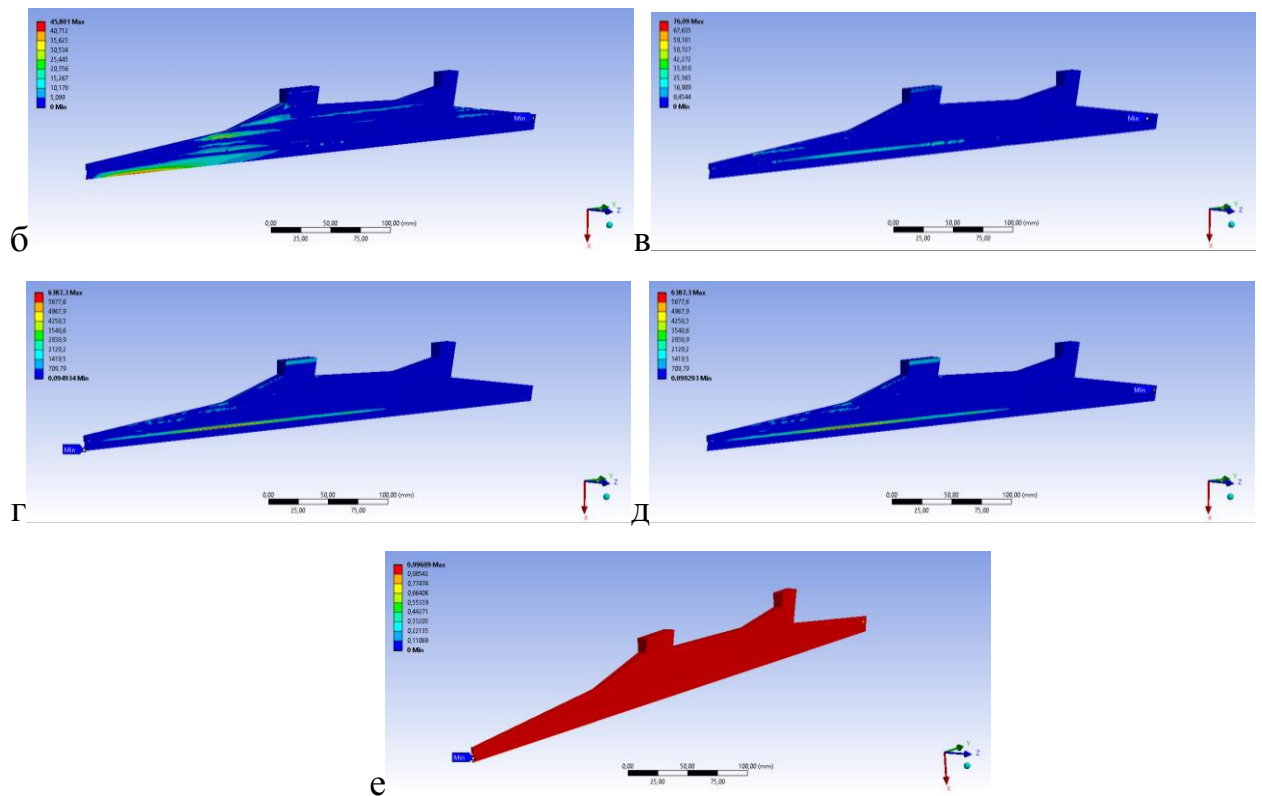 45,801 Max
40,712
35,623
30,534
25,445
20,356
15,267
10,178
5,089
0 Min
Min
0,00 50,00 100,00 (mm)
25,00 75,00
Y
Z
X
б
76,09 Max
67,635
59,181
50,727
42,272
33,818
25,363
16,909
8,4544
0 Min
Min
0,00 50,00 100,00 (mm)
25,00 75,00
Y
Z
X
в
6387,3 Max
5677,6
4967,9
4258,3
3548,6
2838,9
2129,2
1419,5
709,79
0,094934 Min
Min
0,00 50,00 100,00 (mm)
25,00 75,00
Y
Z
X
г
6387,3 Max
5677,6
4967,9
4258,3
3548,6
2838,9
2129,2
1419,5
709,79
0,099293 Min
Min
0,00 50,00 100,00 (mm)
25,00 75,00
Y
Z
X
д
0,99609 Max
0,88542
0,77474
0,66406
0,55339
0,44271
0,33203
0,22135
0,11068
0 Min
Min
0,00 50,00 100,00 (mm)
25,00 75,00
Y
Z
X
е